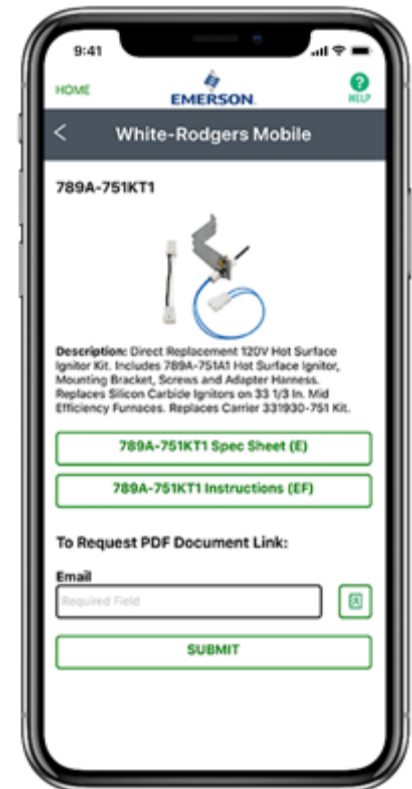 9:41
HOME
EMERSON
HELP
White-Rodgers Mobile
789A-751KT1
Description: Direct Replacement 120V Hot Surface
Ignitor Kit. Includes 789A-751A1 Hot Surface Ignitor,
Mounting Bracket, Screws and Adapter Harness.
Replaces Silicon Carbide Ignitors on 33 1/3 In. Mid
Efficiency Furnaces. Replaces Carrier 331930-751 Kit.
789A-751KT1 Spec Sheet (E)
789A-751KT1 Instructions (EF)
To Request PDF Document Link:
Email
Required Field
SUBMIT